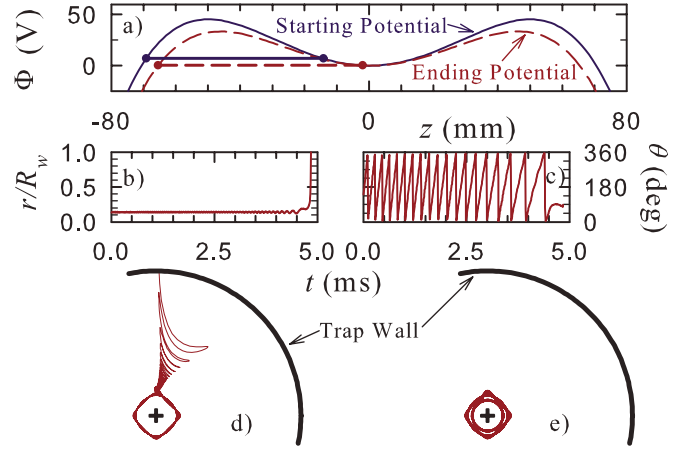 Φ (V)
50
0
a)
Starting Potential
Ending Potential
-80 0 80
z (mm)
r/R_w
1.0
0.5
0.0
b)
c)
360
180
0
θ (deg)
0.0 2.5 5.0 0.0 2.5 5.0
t (ms)
Trap Wall
d)
e)